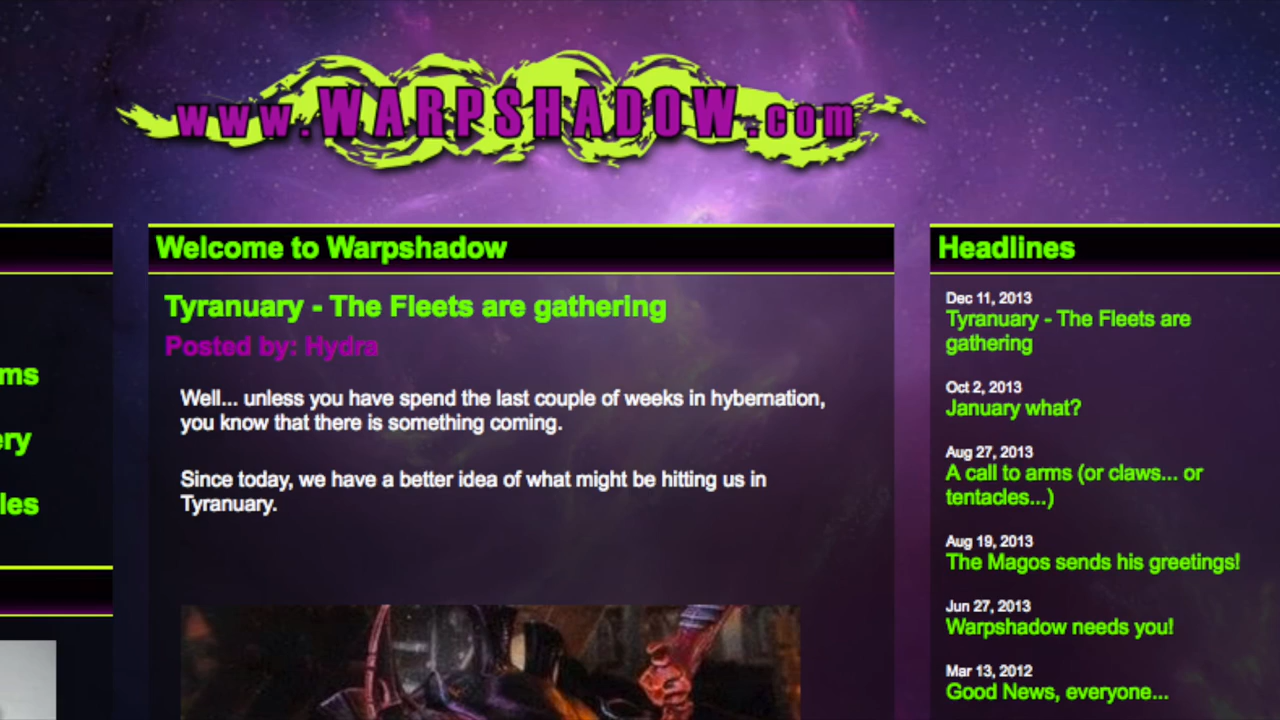 www.WARPSHADOW.com
ms
ery
les
Welcome to Warpshadow
Tyranuary - The Fleets are gathering
Posted by: Hydra
Well... unless you have spend the last couple of weeks in hybernation,
you know that there is something coming.
Since today, we have a better idea of what might be hitting us in
Tyranuary.
Headlines
Dec 11, 2013
Tyranuary - The Fleets are
gathering
Oct 2, 2013
January what?
Aug 27, 2013
A call to arms (or claws... or
tentacles...)
Aug 19, 2013
The Magos sends his greetings!
Jun 27, 2013
Warpshadow needs you!
Mar 13, 2012
Good News, everyone...